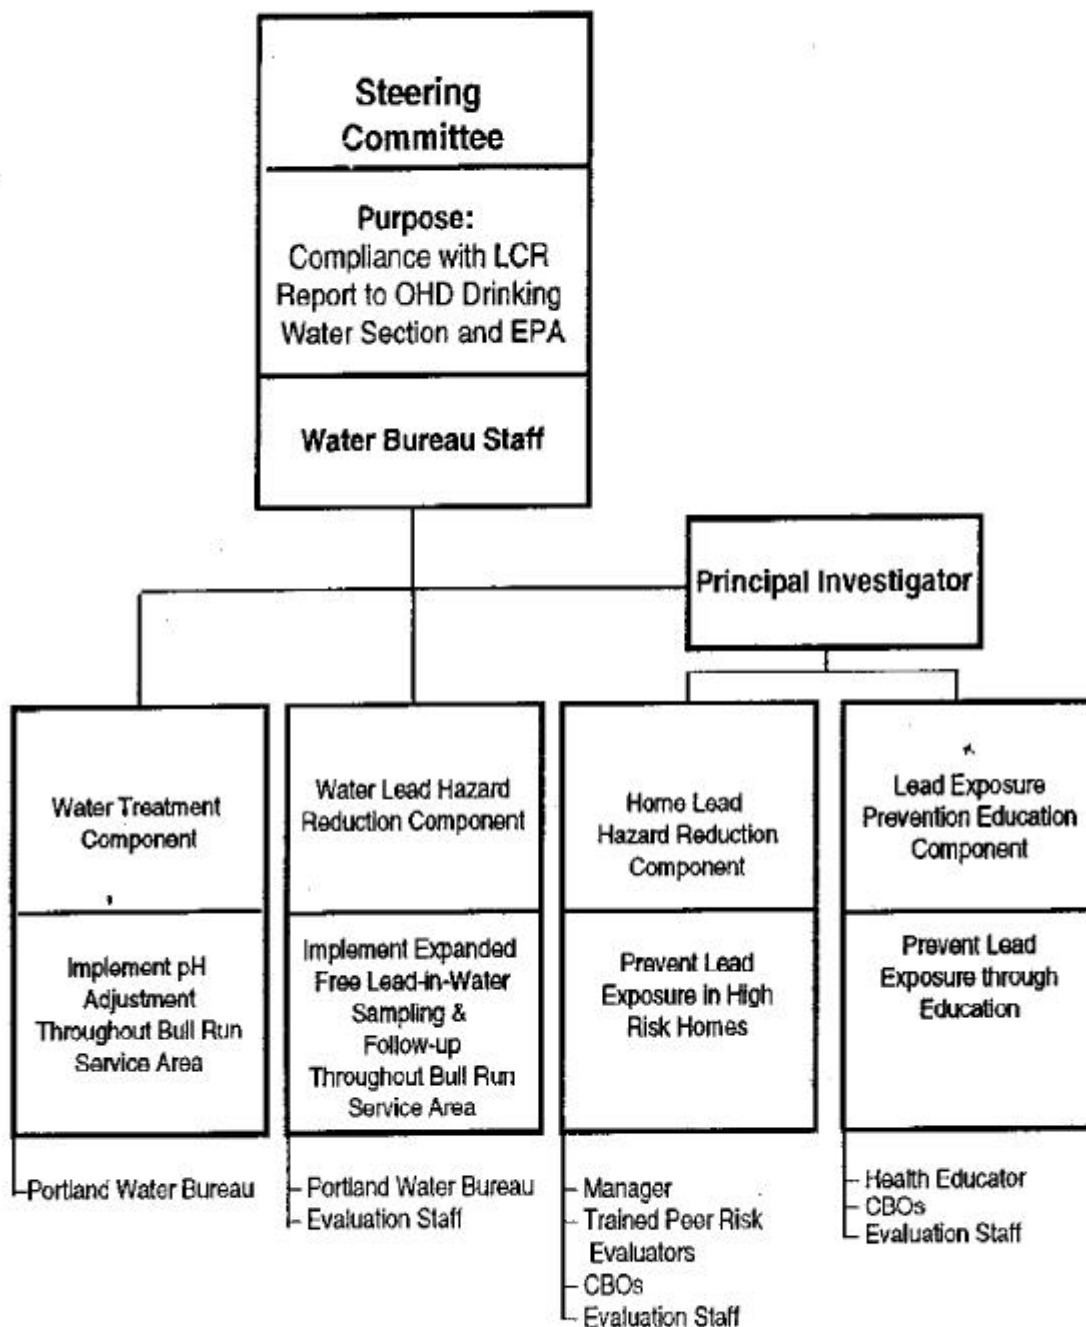 Steering
Committee
Purpose:
Compliance with LCR
Report to OHD Drinking
Water Section and EPA
Water Bureau Staff
Principal Investigator
Water Treatment
Component
Implement pH
Adjustment
Throughout Bull Run
Service Area
Portland Water Bureau
Water Lead Hazard
Reduction Component
Implement Expanded
Free Lead-in-Water
Sampling &
Follow-up
Throughout Bull Run
Service Area
Portland Water Bureau
Evaluation Staff
Home Lead
Hazard Reduction
Component
Prevent Lead
Exposure in High
Risk Homes
Manager
Trained Peer Risk
Evaluators
CBOs
Evaluation Staff
Lead Exposure
Prevention Education
Component
Prevent Lead
Exposure through
Education
Health Educator
CBOs
Evaluation Staff